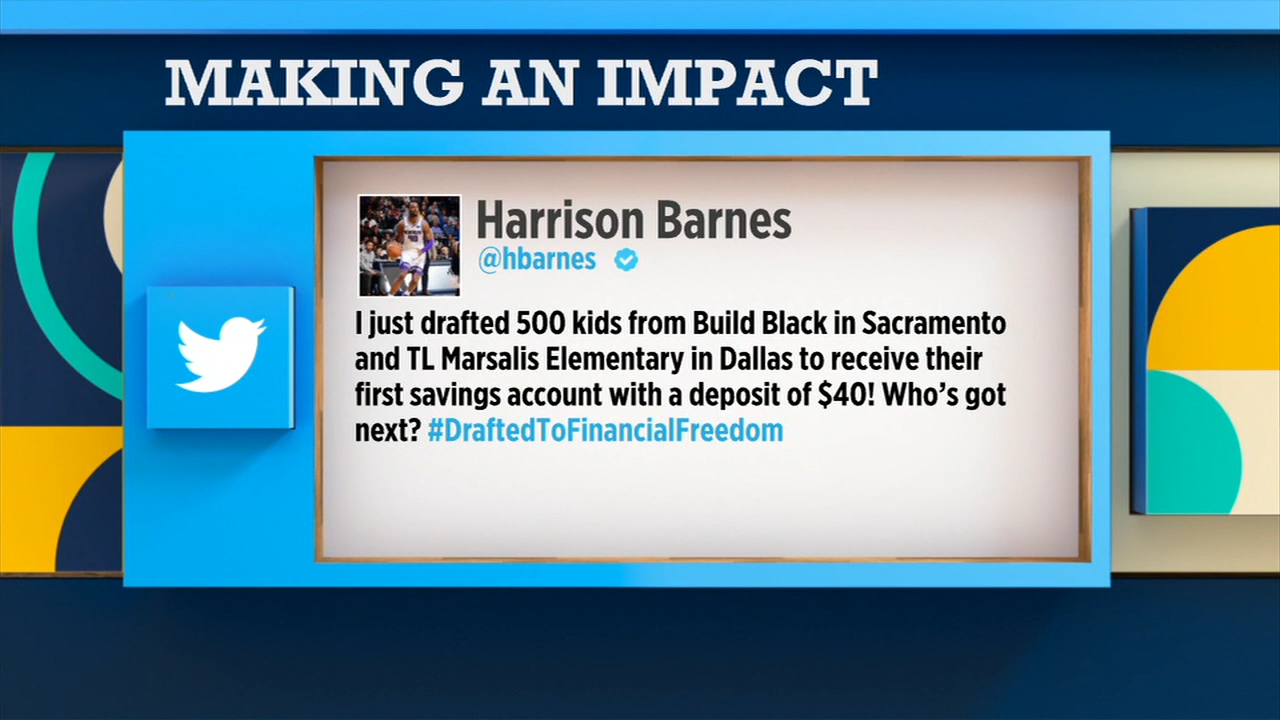 MAKING AN IMPACT
Harrison Barnes
@hbarnes
I just drafted 500 kids from Build Black in Sacramento
and TL Marsalis Elementary in Dallas to receive their
first savings account with a deposit of $40! Who’s got
next? #DraftedToFinancialFreedom